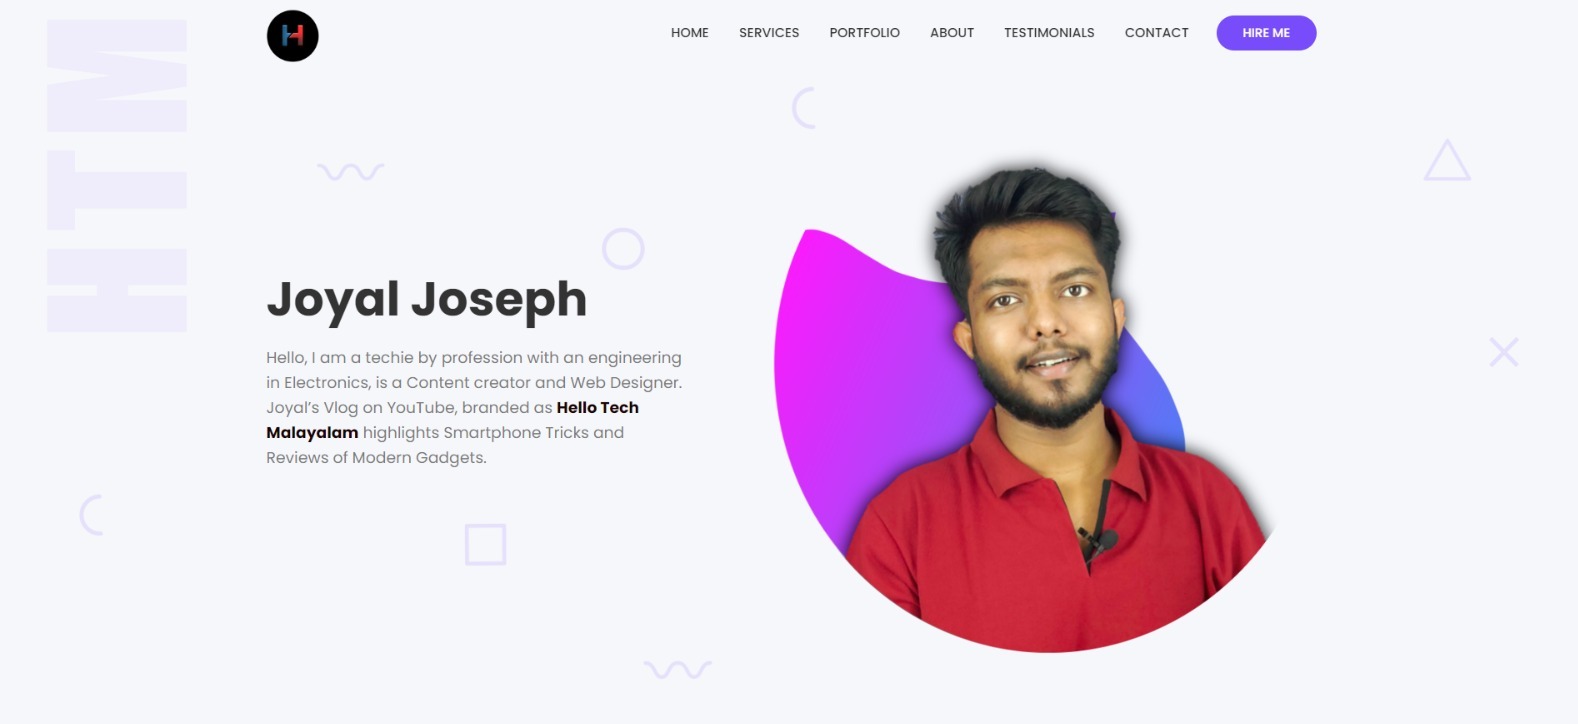 H
HOME SERVICES PORTFOLIO ABOUT TESTIMONIALS CONTACT HIRE ME
HTM
Joyal Joseph
Hello, I am a techie by profession with an engineering
in Electronics, is a Content creator and Web Designer.
Joyal’s Vlog on YouTube, branded as Hello Tech
Malayalam highlights Smartphone Tricks and
Reviews of Modern Gadgets.